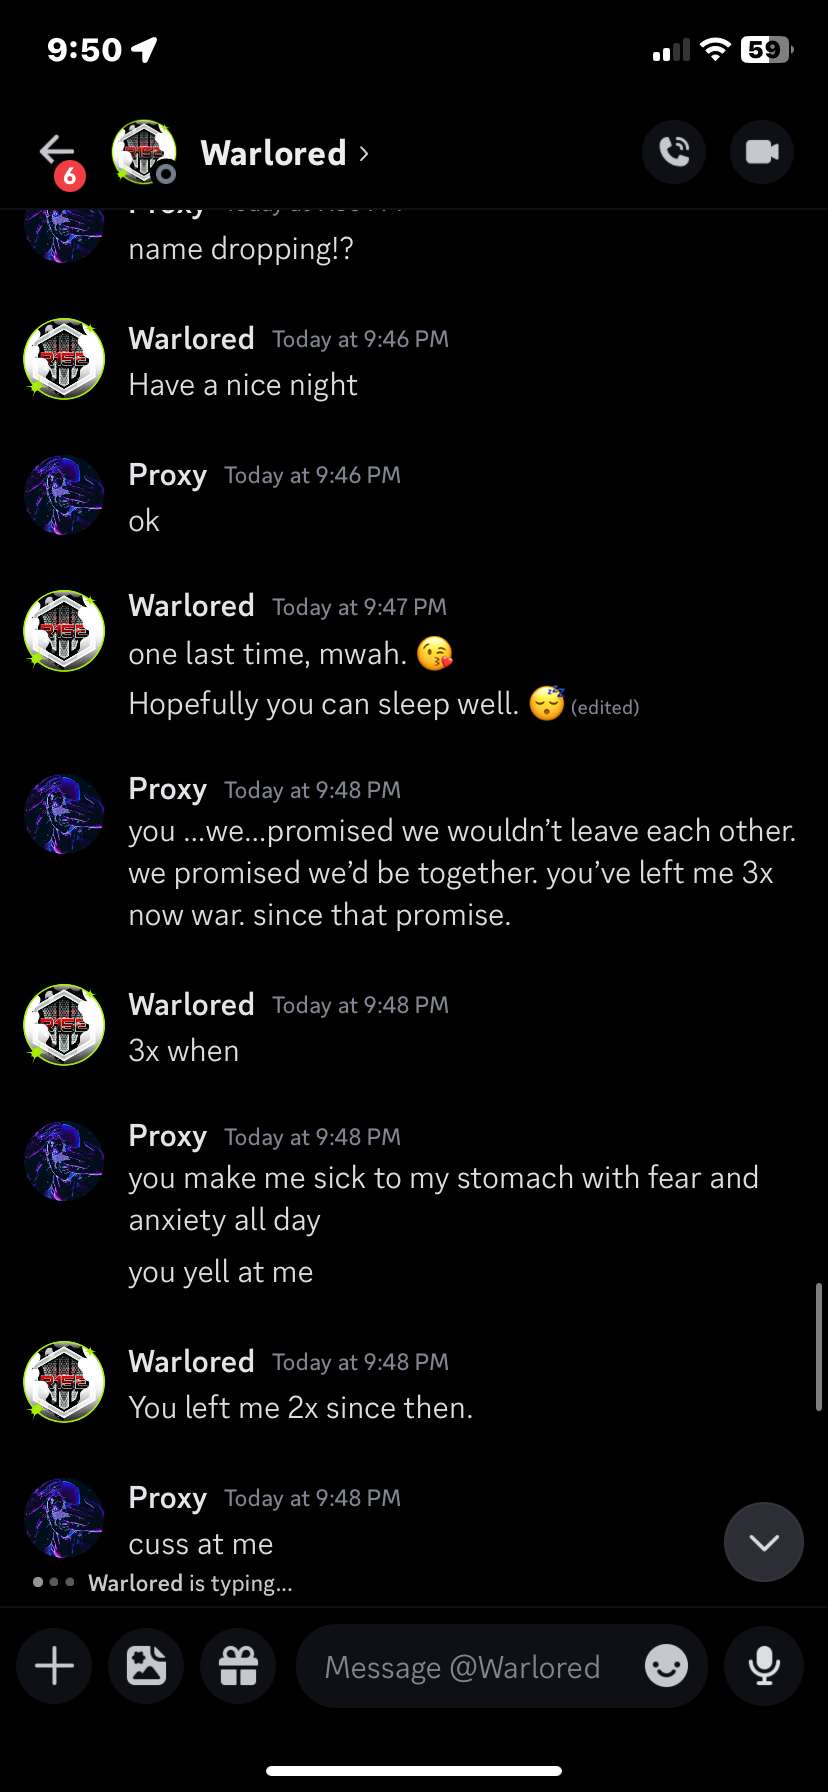 9:50
59
6
Warlored ›
Proxy Today at
name dropping!?
Warlored Today at 9:46 PM
Have a nice night
Proxy Today at 9:46 PM
ok
Warlored Today at 9:47 PM
one last time, mwah. 😘
Hopefully you can sleep well. 😴 (edited)
Proxy Today at 9:48 PM
you ...we...promised we wouldn’t leave each other.
we promised we’d be together. you’ve left me 3x
now war. since that promise.
Warlored Today at 9:48 PM
3x when
Proxy Today at 9:48 PM
you make me sick to my stomach with fear and
anxiety all day
you yell at me
Warlored Today at 9:48 PM
You left me 2x since then.
Proxy Today at 9:48 PM
cuss at me
Warlored is typing...
Message @Warlored